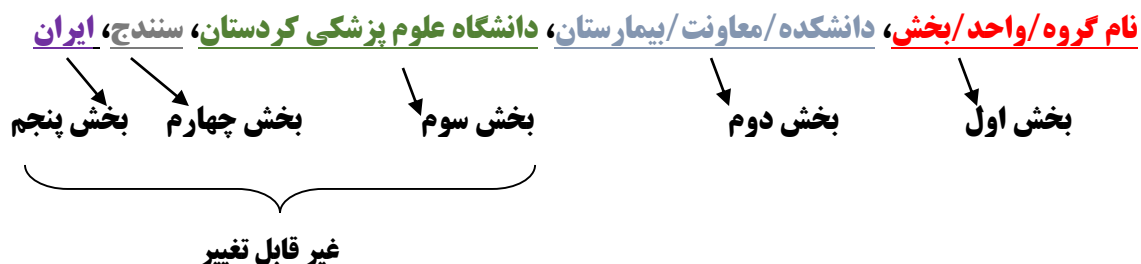 نام گروه/واحد/بخش، دانشکده/معاونت/بیمارستان، دانشگاه علوم پزشکی کردستان، سنندج، ایران
بخش اول بخش دوم بخش سوم بخش چهارم بخش پنجم
غیر قابل تغییر